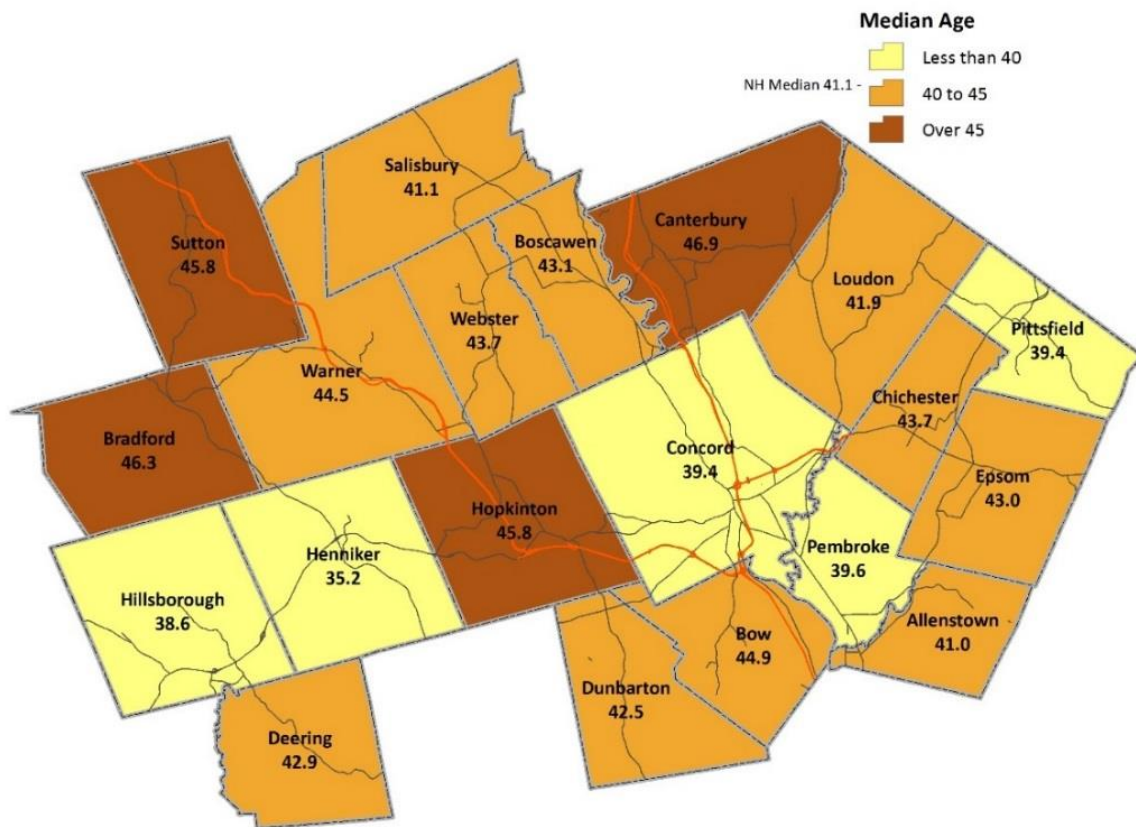 Median Age
Less than 40
NH Median 41.1 -
40 to 45
Over 45
Salisbury
41.1
Sutton
45.8
Boscawen
43.1
Canterbury
46.9
Loudon
41.9
Pittsfield
39.4
Webster
43.7
Warner
44.5
Chichester
43.7
Bradford
46.3
Concord
39.4
Epsom
43.0
Hopkinton
45.8
Henniker
35.2
Pembroke
39.6
Hillsborough
38.6
Allenstown
41.0
Bow
44.9
Dunbarton
42.5
Deering
42.9